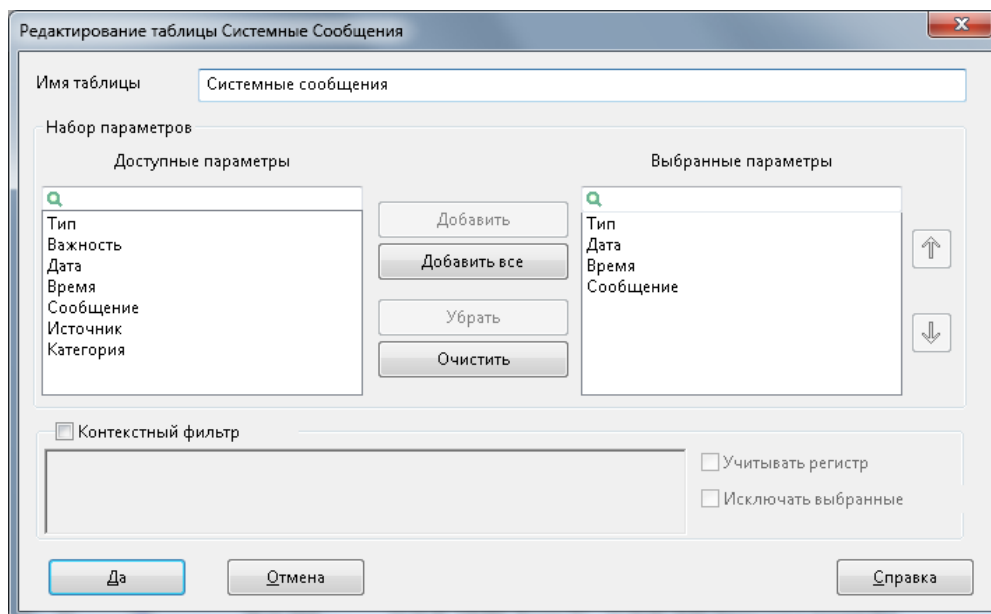 Редактирование таблицы Системные Сообщения
Имя таблицы
Системные сообщения
Набор параметров
Доступные параметры
Выбранные параметры
Тип
Важность
Дата
Время
Сообщение
Источник
Категория
Добавить
Добавить все
Убрать
Очистить
Тип
Дата
Время
Сообщение
Контекстный фильтр
Учитывать регистр
Исключать выбранные
Да
Отмена
Справка